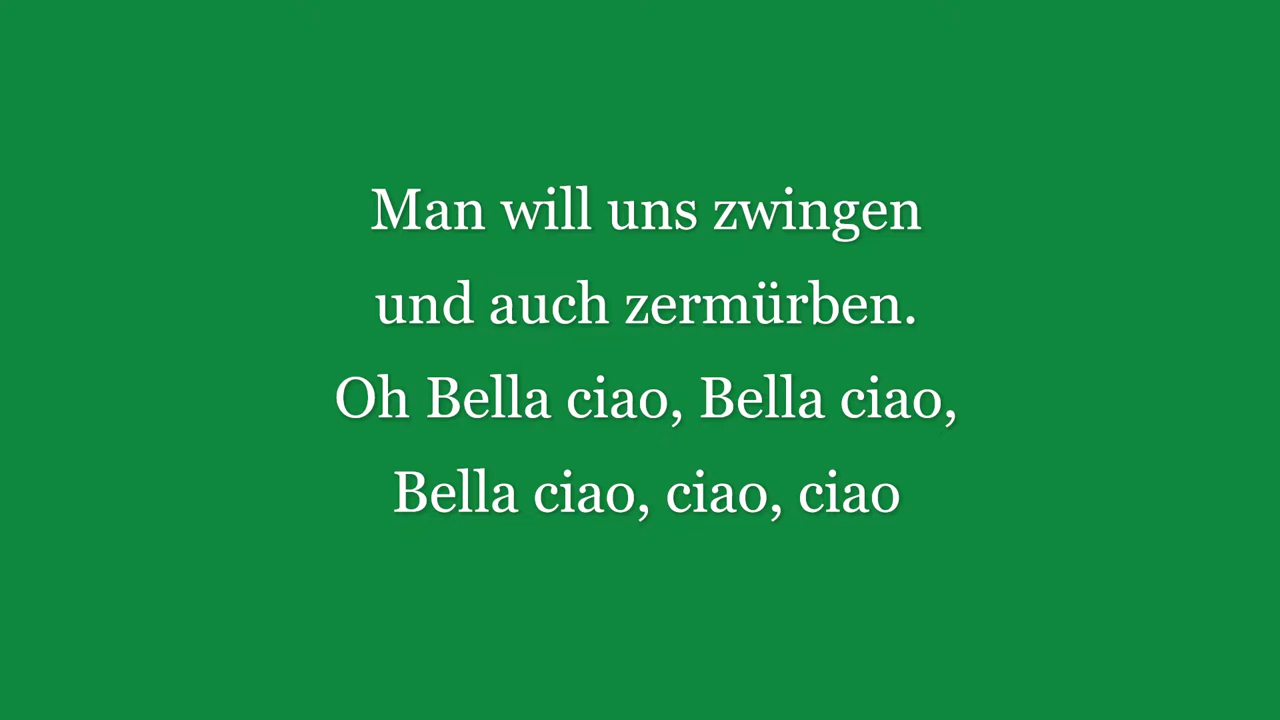 Man will uns zwingen
und auch zermürben.
Oh Bella ciao, Bella ciao,
Bella ciao, ciao, ciao